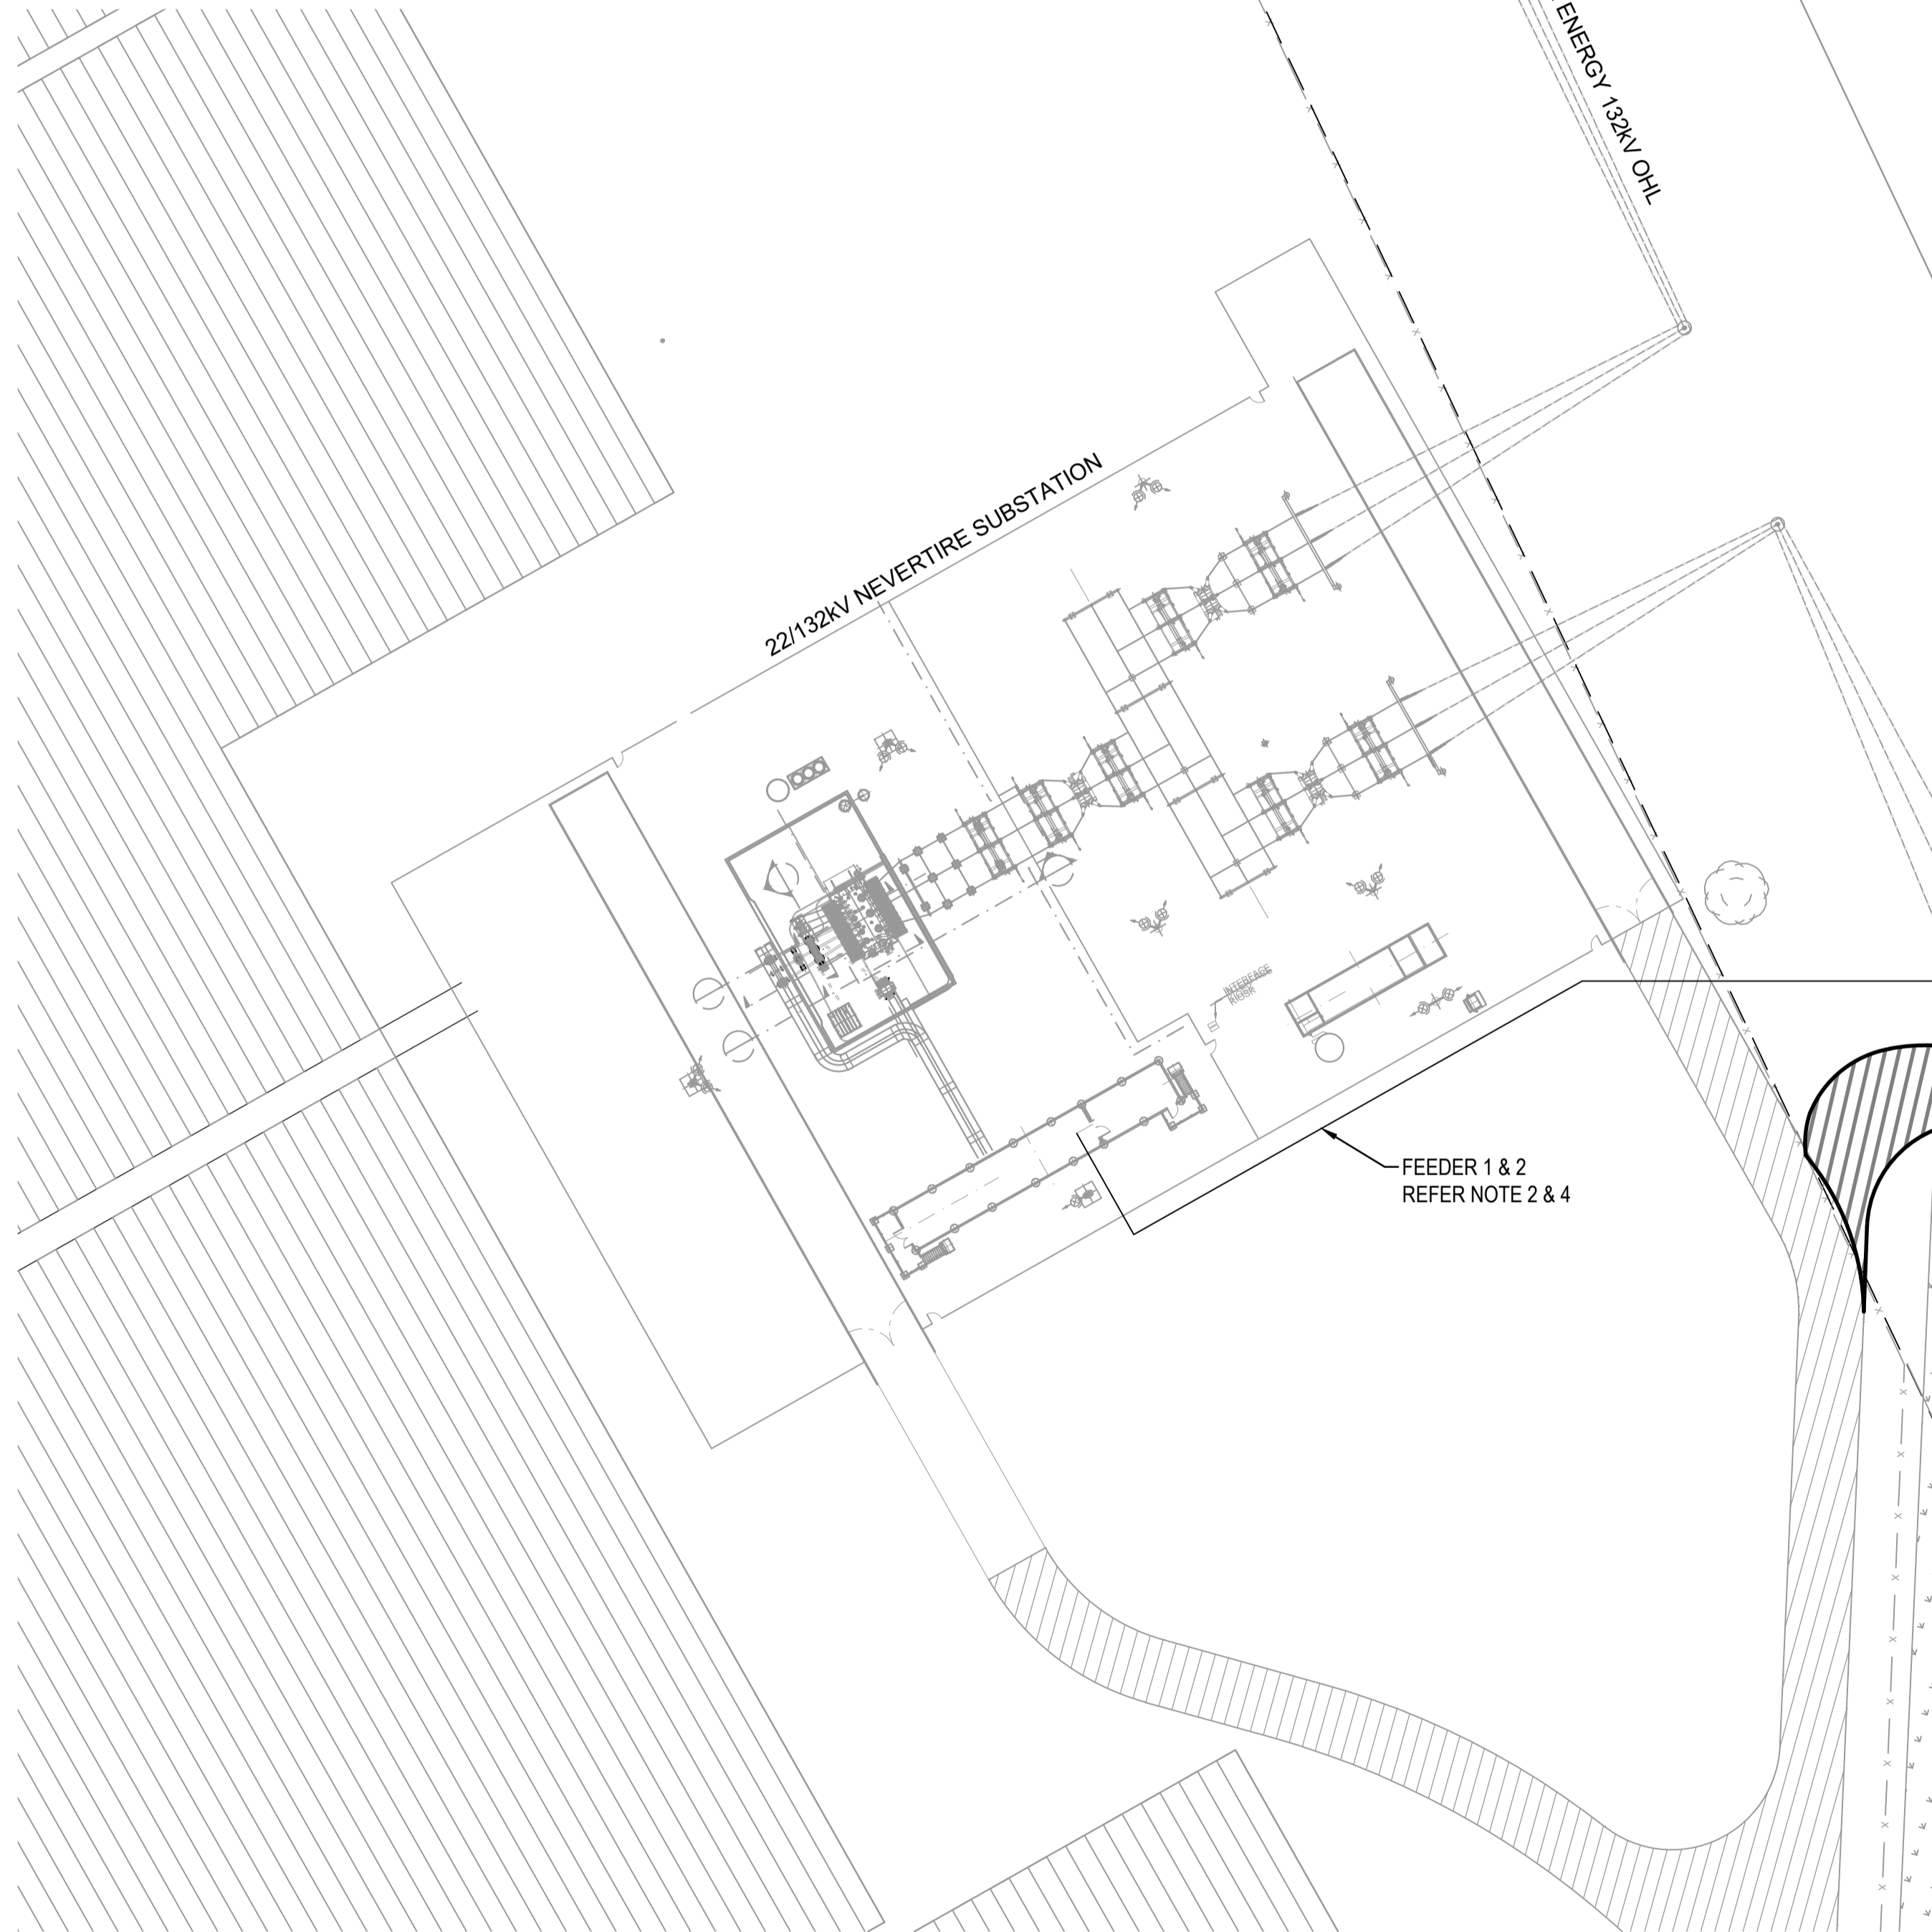 ENERGY 132kV OHL
22/132kV NEVERTIRE SUBSTATION
INTERFACE
KIOSK
FEEDER 1 & 2
REFER NOTE 2 & 4